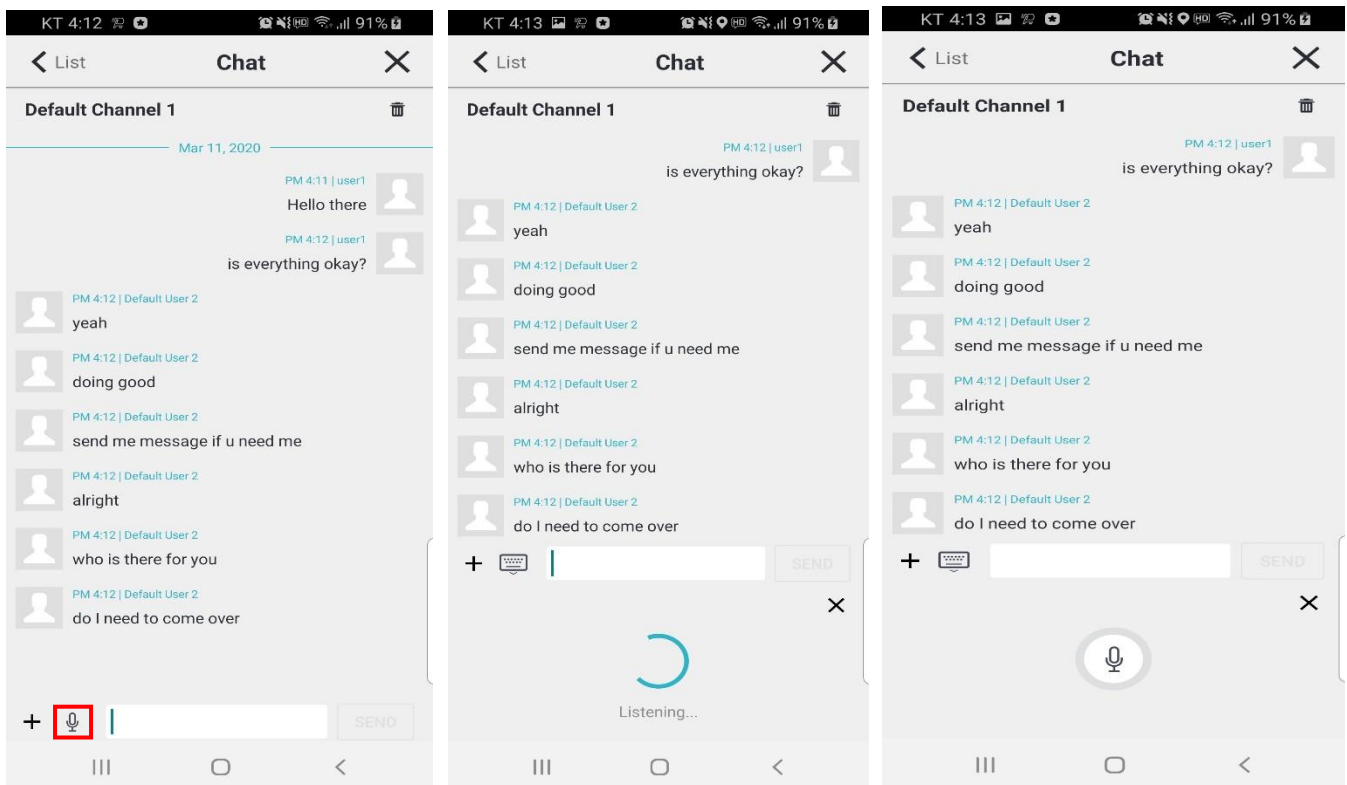 KT 4:12 91%
List Chat
Default Channel 1
Mar 11, 2020
PM 4:11 | user1
Hello there
PM 4:12 | user1
is everything okay?
PM 4:12 | Default User 2
yeah
PM 4:12 | Default User 2
doing good
PM 4:12 | Default User 2
send me message if u need me
PM 4:12 | Default User 2
alright
PM 4:12 | Default User 2
who is there for you
PM 4:12 | Default User 2
do I need to come over
SEND
KT 4:13 91%
List Chat
Default Channel 1
PM 4:12 | user1
is everything okay?
PM 4:12 | Default User 2
yeah
PM 4:12 | Default User 2
doing good
PM 4:12 | Default User 2
send me message if u need me
PM 4:12 | Default User 2
alright
PM 4:12 | Default User 2
who is there for you
PM 4:12 | Default User 2
do I need to come over
SEND
Listening...
KT 4:13 91%
List Chat
Default Channel 1
PM 4:12 | user1
is everything okay?
PM 4:12 | Default User 2
yeah
PM 4:12 | Default User 2
doing good
PM 4:12 | Default User 2
send me message if u need me
PM 4:12 | Default User 2
alright
PM 4:12 | Default User 2
who is there for you
PM 4:12 | Default User 2
do I need to come over
SEND